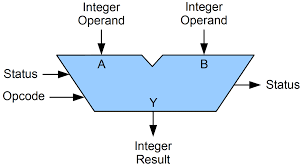 Integer
Operand
Integer
Operand
A
B
Status
Status
Opcode
Y
Integer
Result